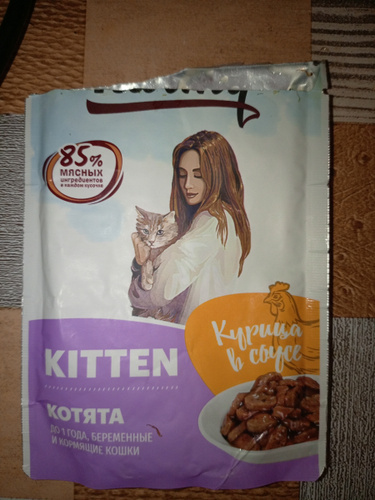 85%
МЯСНЫХ
ингредиентов
в каждом кусочке
Курица
в соусе
KITTEN
КОТЯТА
ДО 1 ГОДА, БЕРЕМЕННЫЕ
И КОРМЯЩИЕ КОШКИ